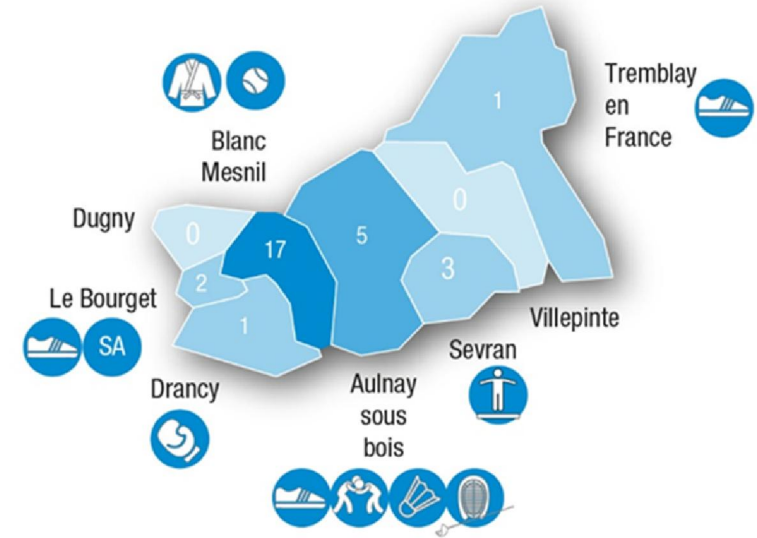 Tremblay
en
France
1
Blanc
Mesnil
0
Dugny
0
17
5
3
2
Le Bourget
SA
1
Villepinte
Sevran
Drancy
Aulnay
sous
bois